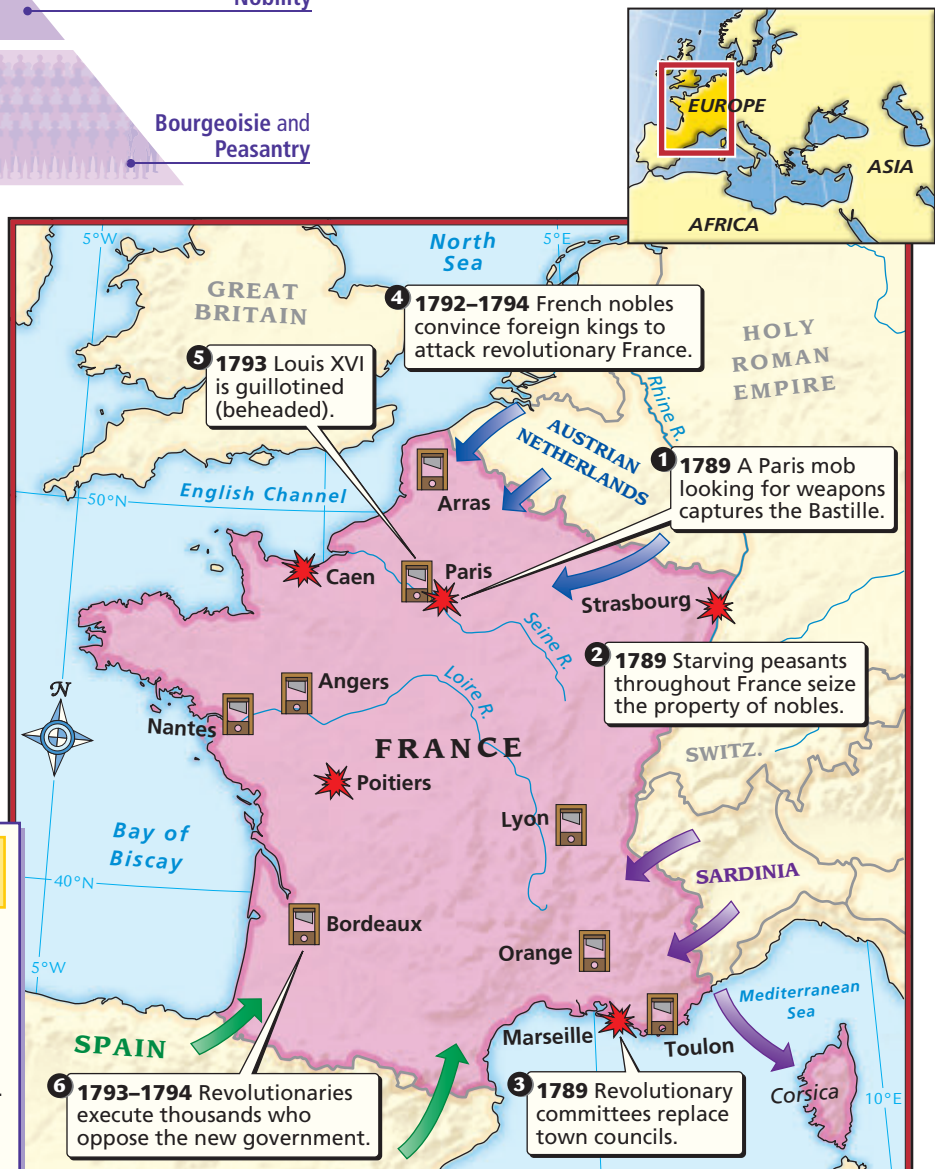 Nobility
Bourgeoisie and
Peasantry
EUROPE
ASIA
AFRICA
5°W
North
Sea
5°E
GREAT
BRITAIN
4 1792–1794 French nobles
convince foreign kings to
attack revolutionary France.
HOLY
ROMAN
EMPIRE
5 1793 Louis XVI
is guillotined
(beheaded).
Rhine R.
AUSTRIAN
NETHERLANDS
1 1789 A Paris mob
looking for weapons
captures the Bastille.
50°N
English Channel
Arras
Caen
Paris
Strasbourg
Seine R.
2 1789 Starving peasants
throughout France seize
the property of nobles.
N
Angers
Loire R.
Nantes
FRANCE
SWITZ.
Poitiers
Lyon
Bay of
Biscay
SARDINIA
40°N
Bordeaux
Orange
5°W
Mediterranean
Sea
SPAIN
Marseille
Toulon
6 1793–1794 Revolutionaries
execute thousands who
oppose the new government.
3 1789 Revolutionary
committees replace
town councils.
Corsica
10°E